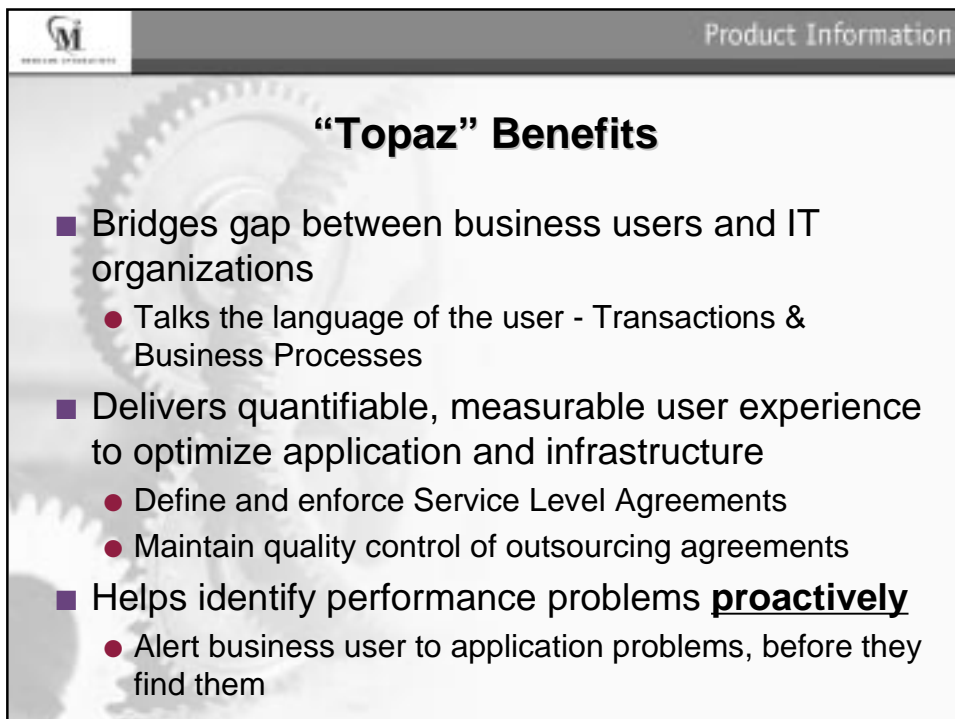 Product Information
“Topaz” Benefits
Bridges gap between business users and IT
organizations
Talks the language of the user - Transactions &
Business Processes
Delivers quantifiable, measurable user experience
to optimize application and infrastructure
Define and enforce Service Level Agreements
Maintain quality control of outsourcing agreements
Helps identify performance problems proactively
Alert business user to application problems, before they
find them